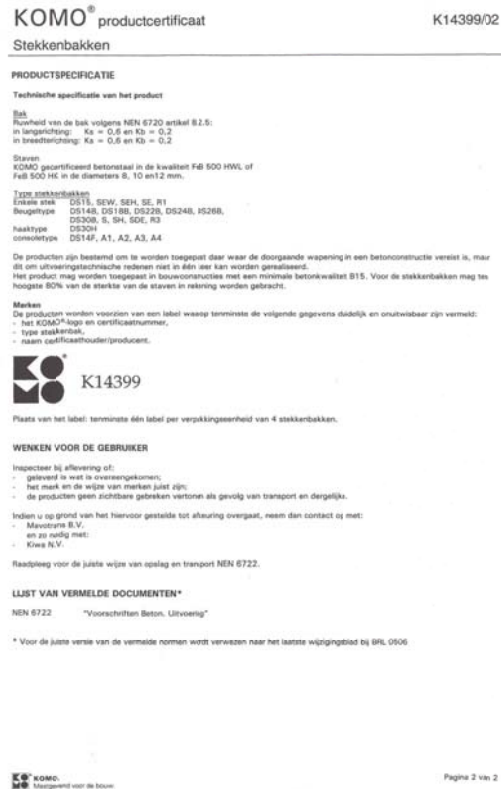 KOMO® productcertificaat K14399/02
Stekkenbakken
PRODUCTSPECIFICATIE
Technische specificatie van het product
Bak
Ruwheid van de bak volgens NEN 6720 artikel 82.5:
in langsrichting: Ka = 0,6 en Kb = 0,2
in breedterichting: Ka = 0,6 en Kb = 0,2
Staven
KOMO gecertificeerd betonstaal in de kwaliteit FeB 500 HWL of
FeB 500 HK in de diameters 8, 10 en12 mm.
Type stekkenbakken
Enkele stek DS15, SEW, SEH, SE, R1
Beugeltype DS14B, DS18B, DS22B, DS24B, DS26B,
DS30B, S, SH, SDE, R3
haaktype DS30H
consoletype DS14F, A1, A2, A3, A4
De producten zijn bestemd om te worden toegepast daar waar de doorgaande wapening in een betonconstructie vereist is, maar
dit om uitvoeringstechnische redenen niet in één keer kan worden gerealiseerd.
Het product mag worden toegepast in bouwconstructies met een minimale betonkwaliteit B15. Voor de stekkenbakken mag ten
hoogste 80% van de sterkte van de staven in rekening worden gebracht.
Merken
De producten worden voorzien van een label waarop tenminste de volgende gegevens duidelijk en onuitwisbaar zijn vermeld:
- het KOMO®-logo en certificaatnummer,
- type stekkenbak,
- naam certificaathouder/producent.
KOMO® K14399
Plaats van het label: tenminste één label per verpakkingseenheid van 4 stekkenbakken.
WENKEN VOOR DE GEBRUIKER
Inspecteer bij aflevering of:
- geleverd is wat is overeengekomen;
- het merk en de wijze van merken juist zijn;
- de producten geen zichtbare gebreken vertonen als gevolg van transport en dergelijke.
Indien u op grond van het hiervoor gestelde tot afkeuring overgaat, neem dan contact op met:
- Mavotrans B.V.
en zo nodig met:
- Kiwa N.V.
Raadpleeg voor de juiste wijze van opslag en transport NEN 6722.
LIJST VAN VERMELDE DOCUMENTEN*
NEN 6722 "Voorschriften Beton. Uitvoering"
* Voor de juiste versie van de vermelde normen wordt verwezen naar het laatste wijzigingsblad bij BRL 0506
KOMO® KOMO. Pagina 2 van 2
Maatgevend voor de bouw